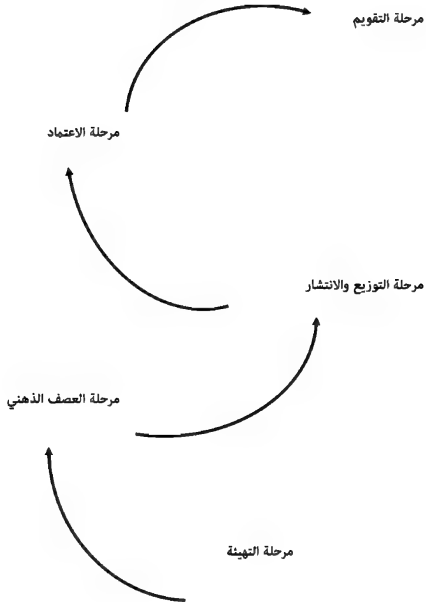 مرحلة التقويم
مرحلة الاعتماد
مرحلة التوزيع والانتشار
مرحلة العصف الذهني
مرحلة التهيئة